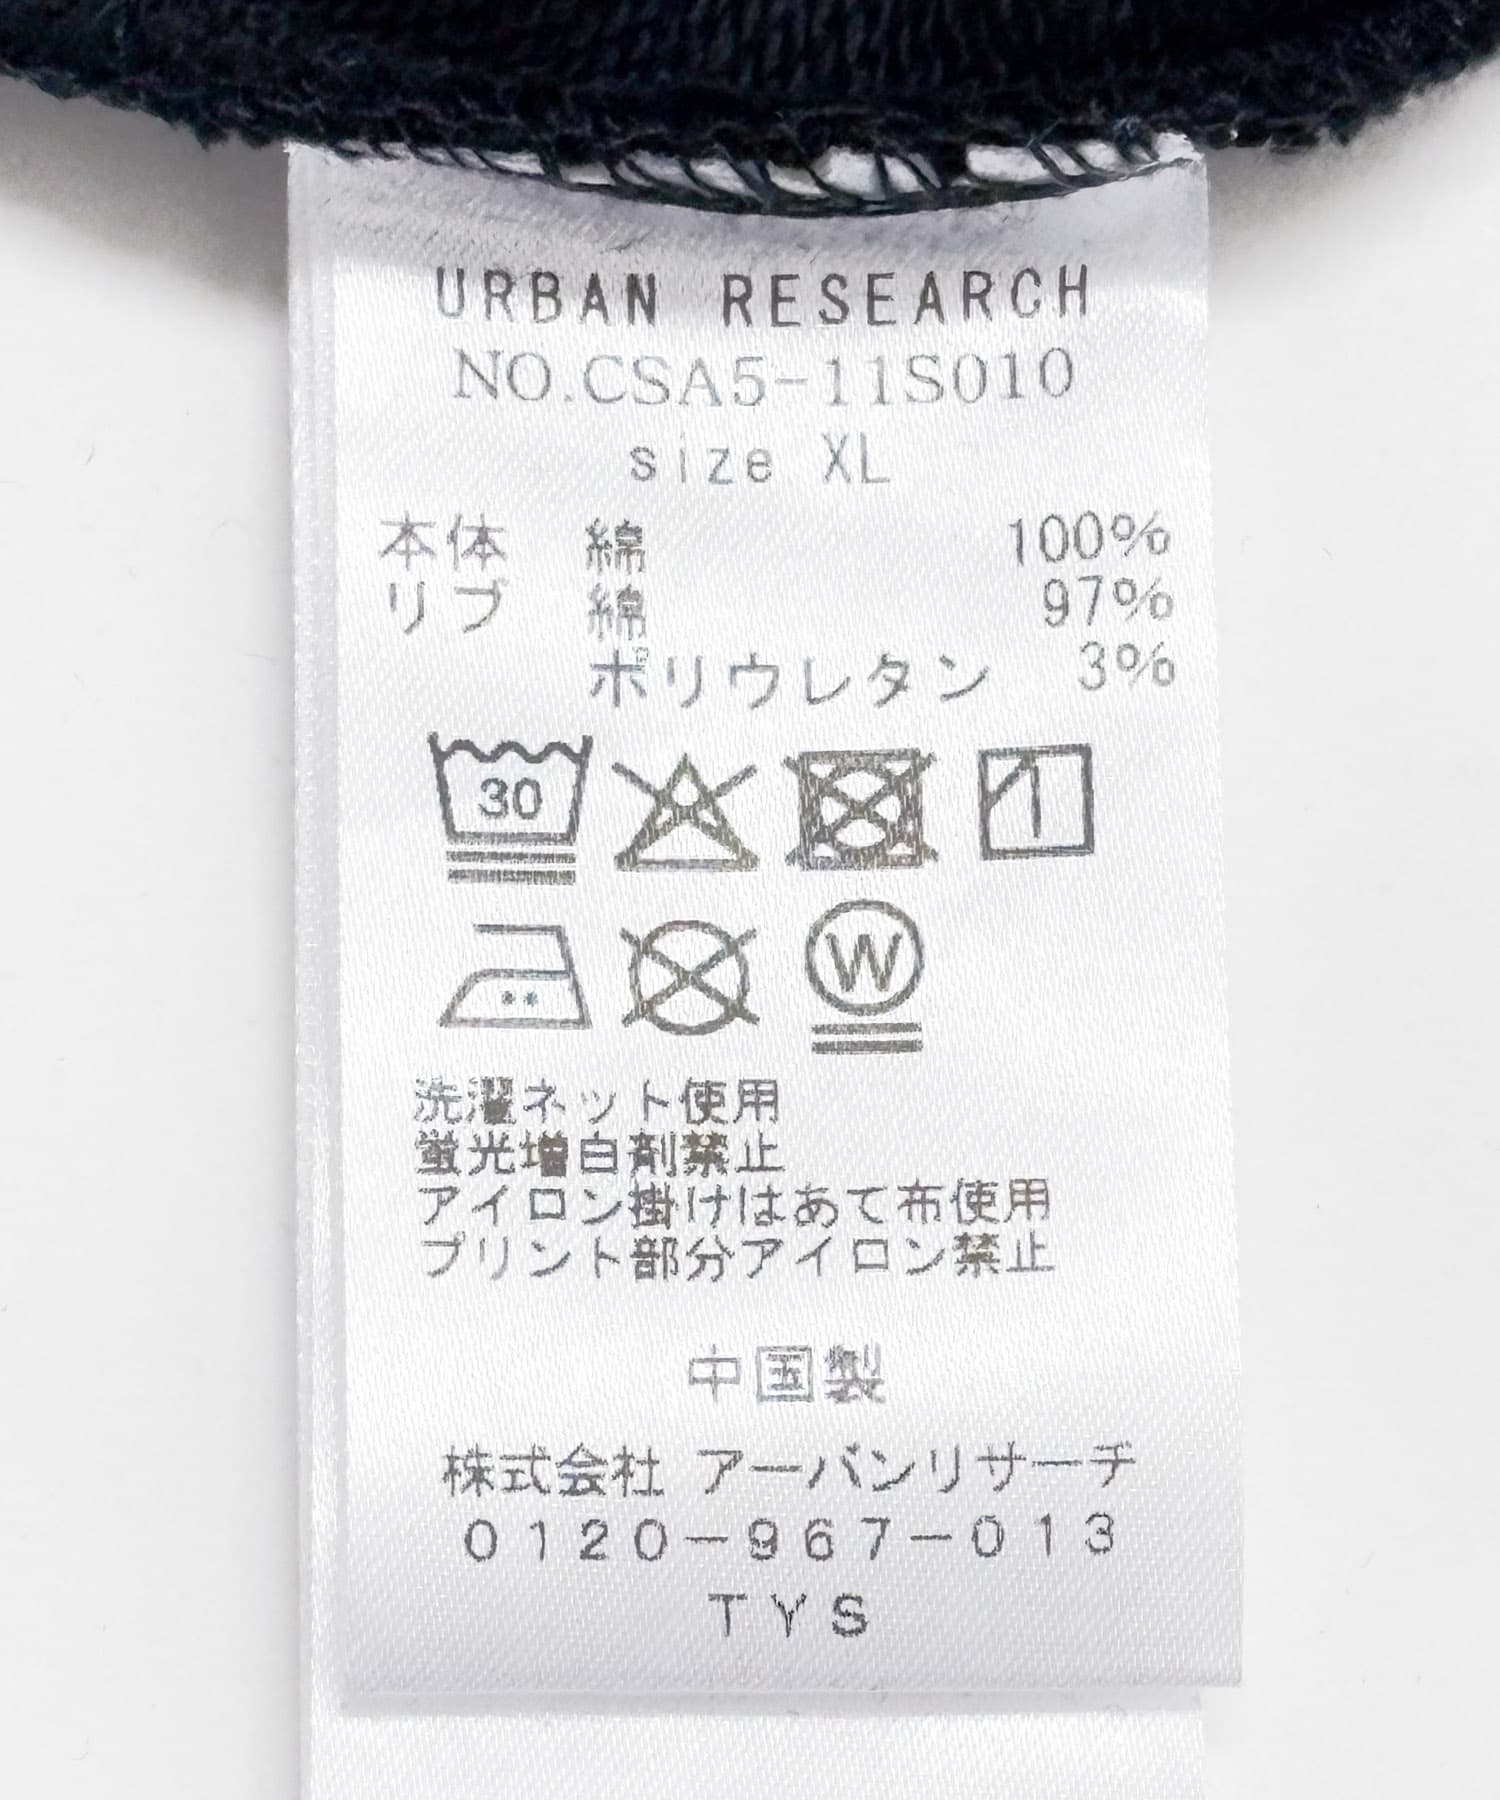 URBAN RESEARCH
NO.CSA5-11S010
size XL
本体 綿 100%
リブ 綿 97%
ポリウレタン 3%
30
W
洗濯ネット使用
蛍光増白剤禁止
アイロン掛けはあて布使用
プリント部分アイロン禁止
中国製
株式会社 アーバンリサーチ
0120-967-013
TYS